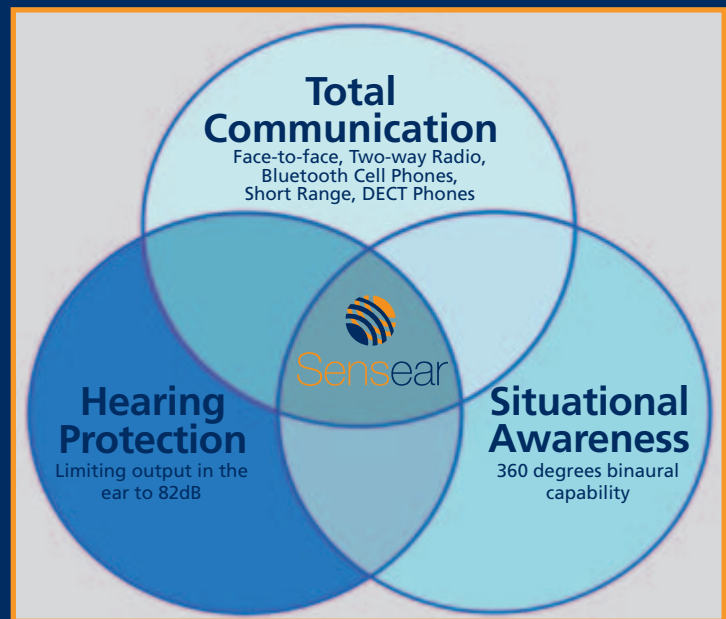 Total
Communication
Face-to-face, Two-way Radio,
Bluetooth Cell Phones,
Short Range, DECT Phones
Sensear
Hearing
Protection
Limiting output in the
ear to 82dB
Situational
Awareness
360 degrees binaural
capability